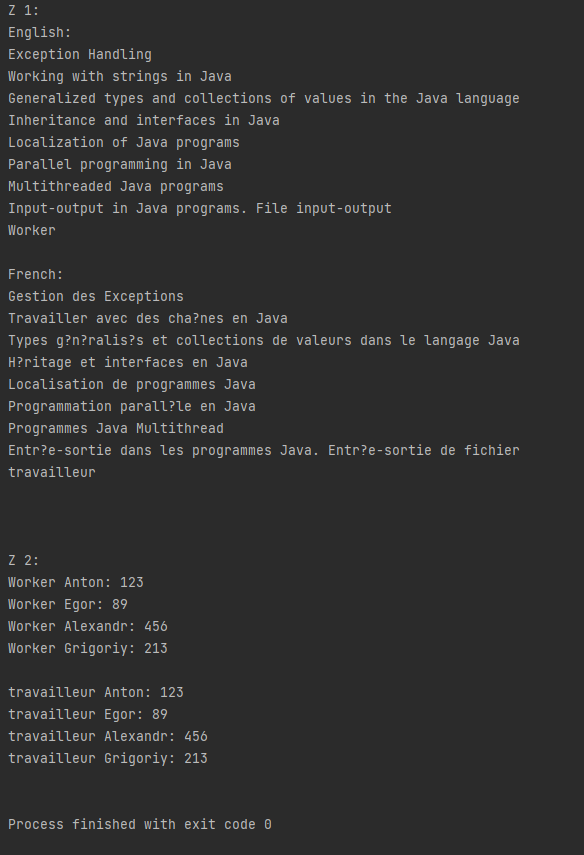 Z 1:
English:
Exception Handling
Working with strings in Java
Generalized types and collections of values in the Java language
Inheritance and interfaces in Java
Localization of Java programs
Parallel programming in Java
Multithreaded Java programs
Input-output in Java programs. File input-output
Worker
French:
Gestion des Exceptions
Travailler avec des cha?nes en Java
Types g?n?ralis?s et collections de valeurs dans le langage Java
H?ritage et interfaces en Java
Localisation de programmes Java
Programmation parall?le en Java
Programmes Java Multithread
Entr?e-sortie dans les programmes Java. Entr?e-sortie de fichier
travailleur
Z 2:
Worker Anton: 123
Worker Egor: 89
Worker Alexandr: 456
Worker Grigoriy: 213
travailleur Anton: 123
travailleur Egor: 89
travailleur Alexandr: 456
travailleur Grigoriy: 213
Process finished with exit code 0